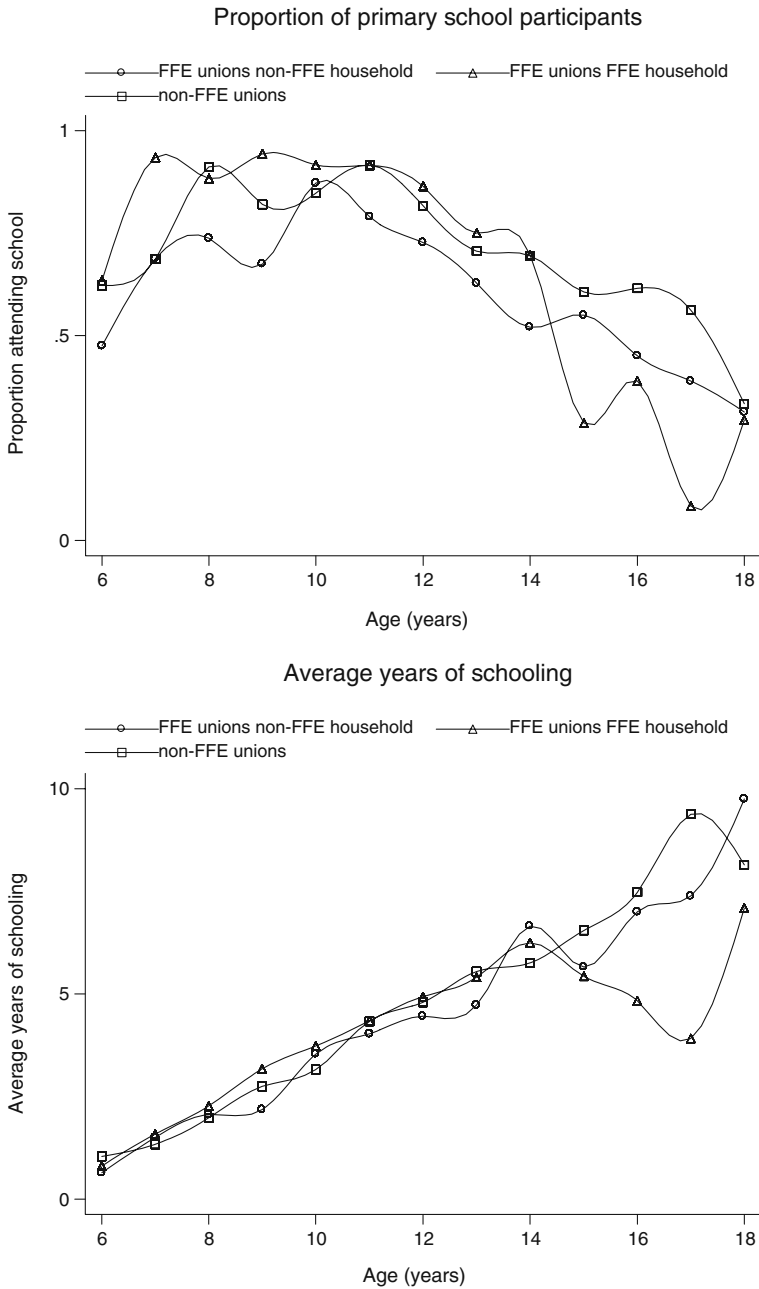 Proportion of primary school participants
FFE unions non-FFE household FFE unions FFE household
non-FFE unions
1
.5
0
Proportion attending school
6 8 10 12 14 16 18
Age (years)
Average years of schooling
FFE unions non-FFE household FFE unions FFE household
non-FFE unions
10
5
0
Average years of schooling
6 8 10 12 14 16 18
Age (years)